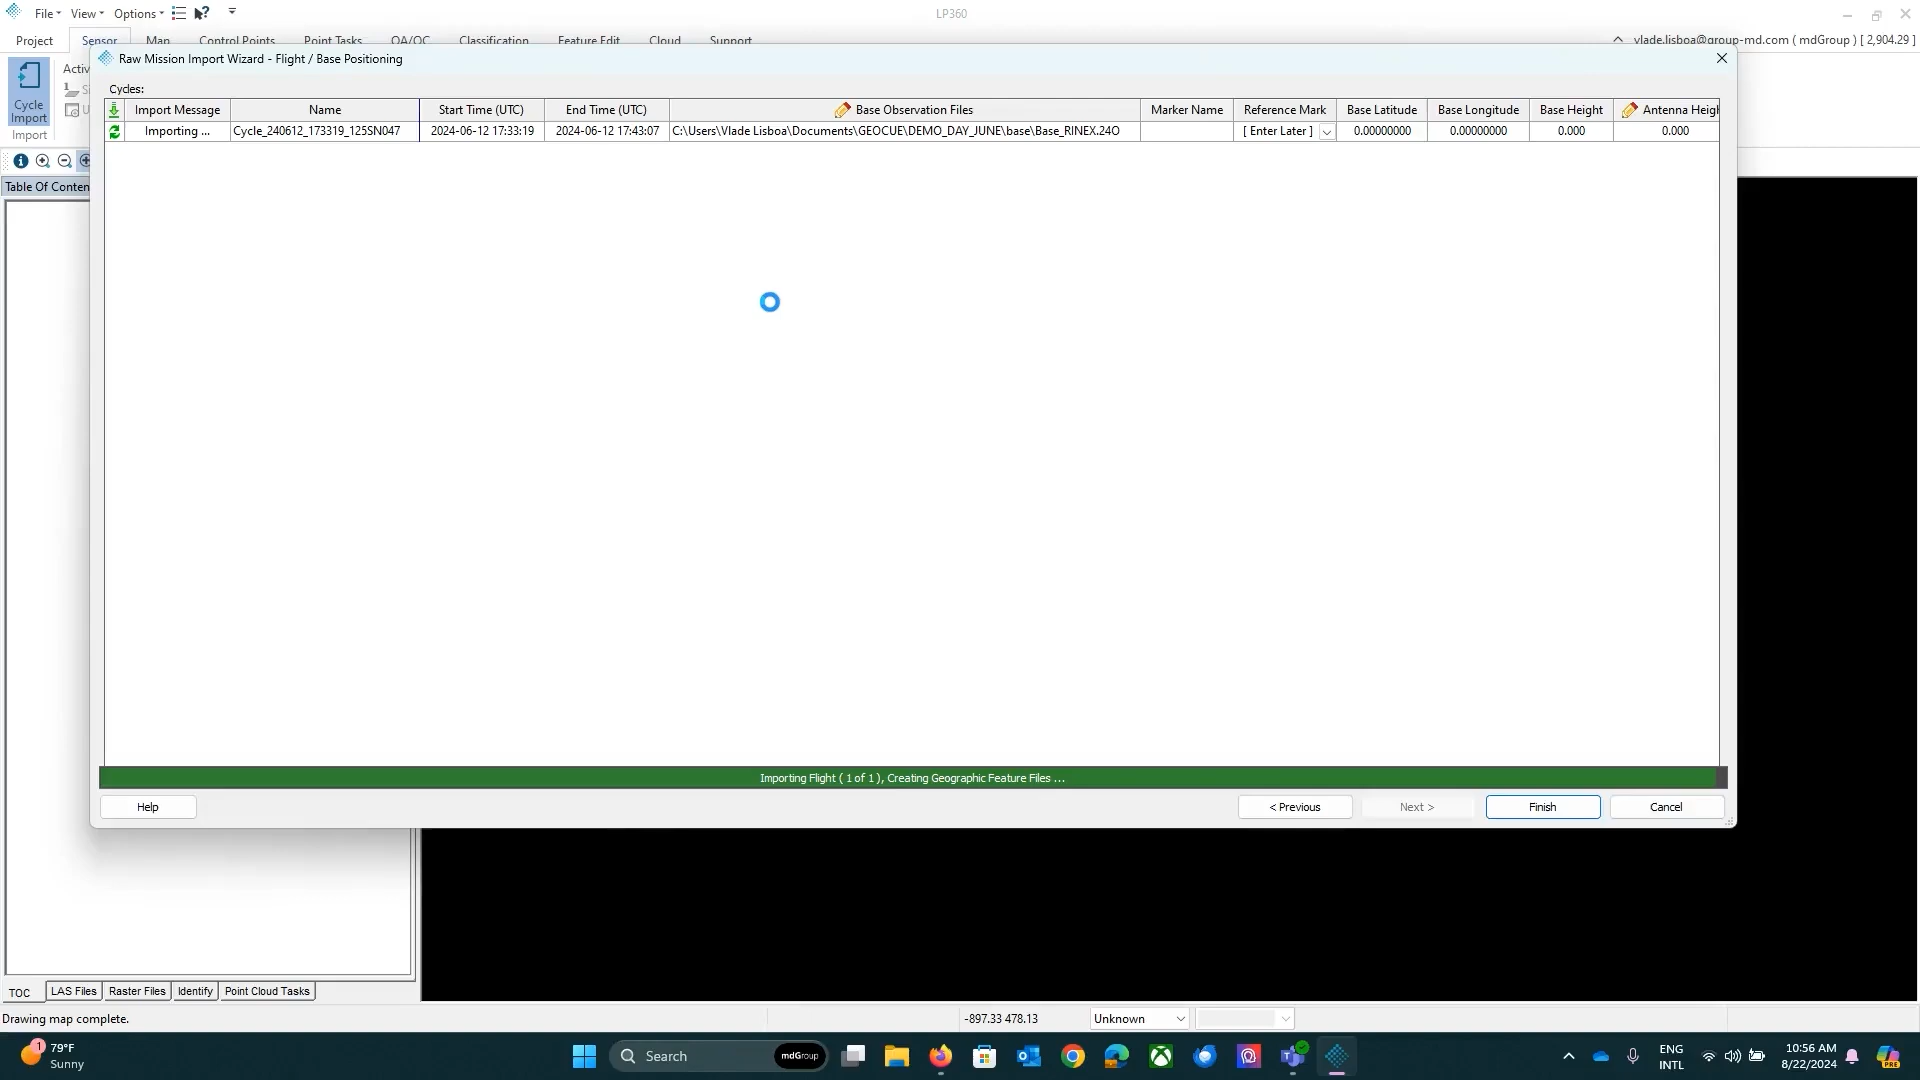 File View Options LP360
Project Sensor Map Control Points Point Tasks QA/QC Classification Feature Edit Cloud Support vlade.lisboa@group-md.com ( mdGroup ) [ 2,904.29 ]
Raw Mission Import Wizard - Flight / Base Positioning
Activ
Cycles:
Cycle
Import
Import
Import Message Name Start Time (UTC) End Time (UTC) Base Observation Files Marker Name Reference Mark Base Latitude Base Longitude Base Height Antenna Heigh
Importing ... Cycle_240612_173319_125SN047 2024-06-12 17:33:19 2024-06-12 17:43:07 C:\Users\Vlade Lisboa\Documents\GEOCUE\DEMO_DAY_JUNE\base\Base_RINEX.24O [ Enter Later ] 0.00000000 0.00000000 0.000 0.000
Table Of Conten
Importing Flight ( 1 of 1 ), Creating Geographic Feature Files ...
Help < Previous Next > Finish Cancel
TOC LAS Files Raster Files Identify Point Cloud Tasks
Drawing map complete. -897.33 478.13 Unknown
1 79°F
Sunny
Search mdGroup
ENG
INTL
10:56 AM
8/22/2024
PRE